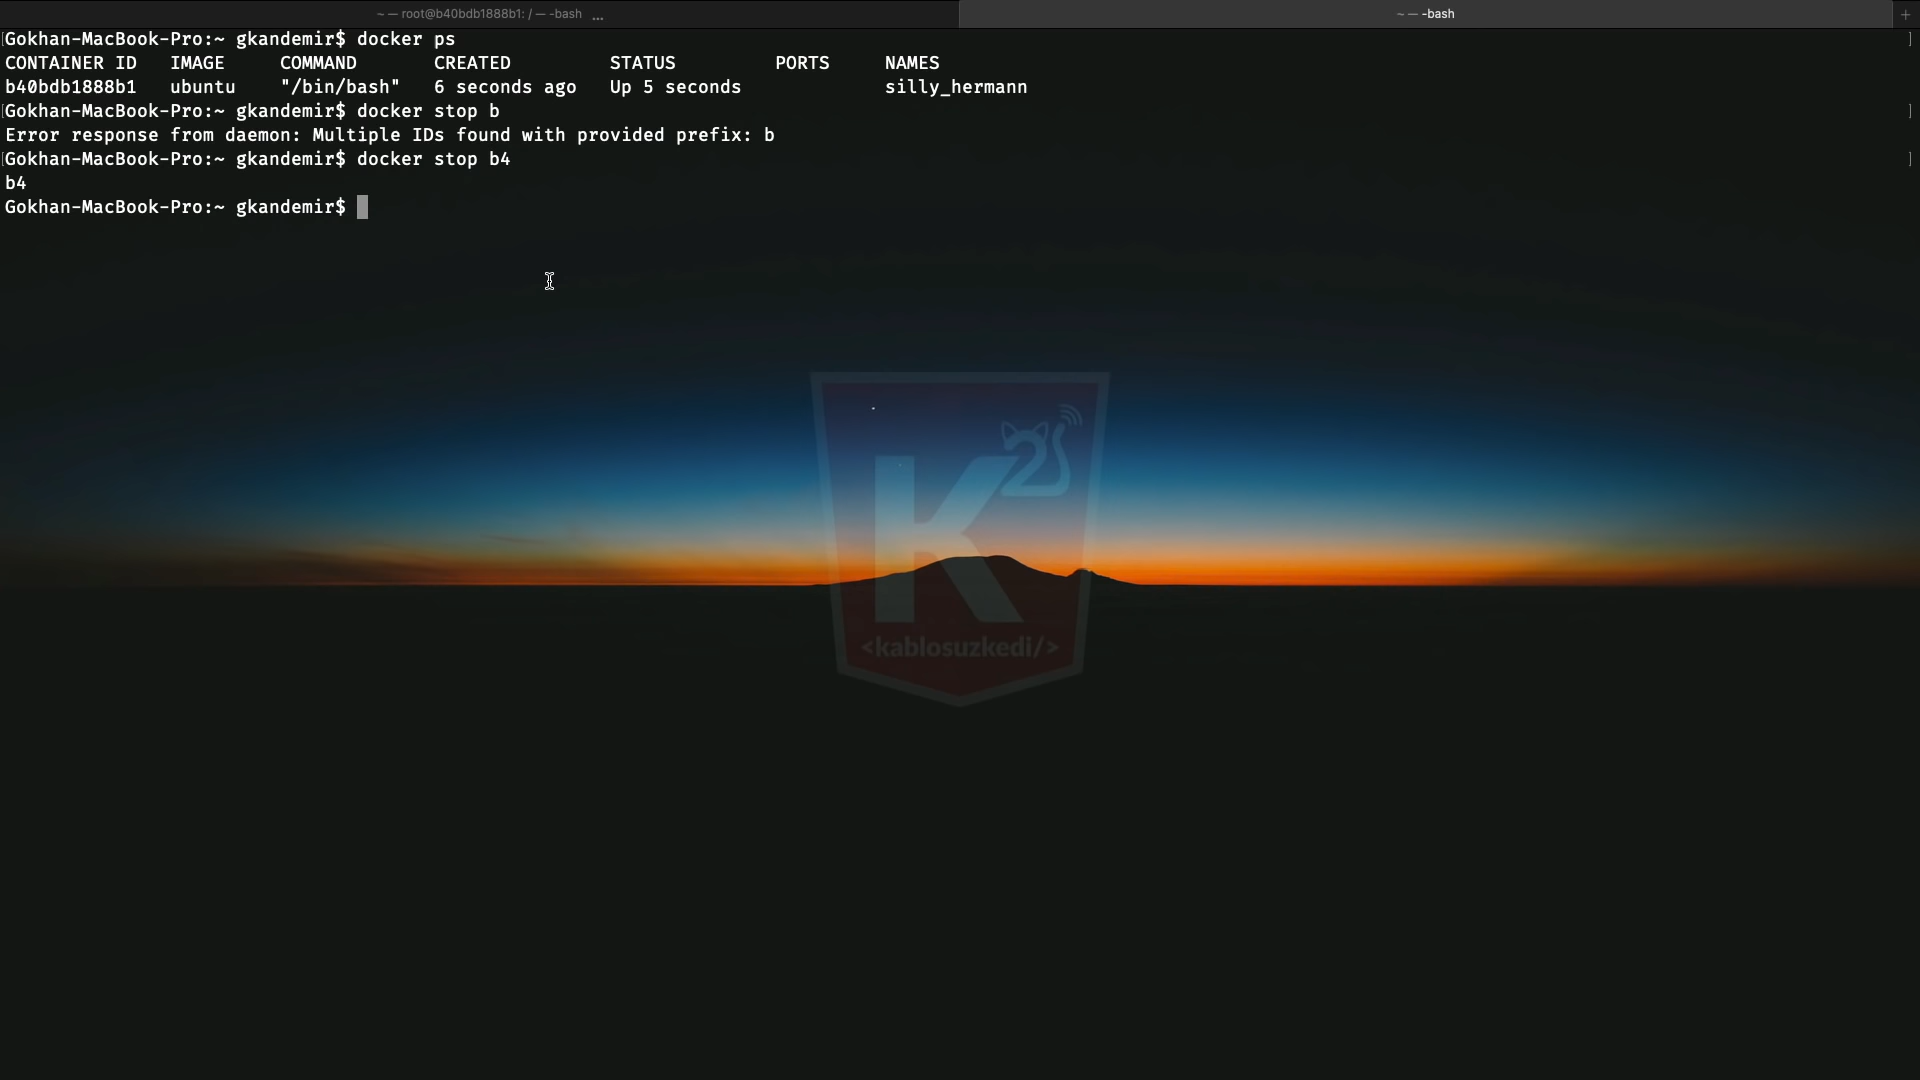 ~ — root@b40bdb1888b1: / — -bash ...
~ — -bash
+
Gokhan-MacBook-Pro:~ gkandemir$ docker ps
CONTAINER ID   IMAGE     COMMAND       CREATED         STATUS         PORTS     NAMES
b40bdb1888b1   ubuntu    "/bin/bash"   6 seconds ago   Up 5 seconds             silly_hermann
Gokhan-MacBook-Pro:~ gkandemir$ docker stop b
Error response from daemon: Multiple IDs found with provided prefix: b
Gokhan-MacBook-Pro:~ gkandemir$ docker stop b4
b4
Gokhan-MacBook-Pro:~ gkandemir$
K2
<kablosuzkedi/>